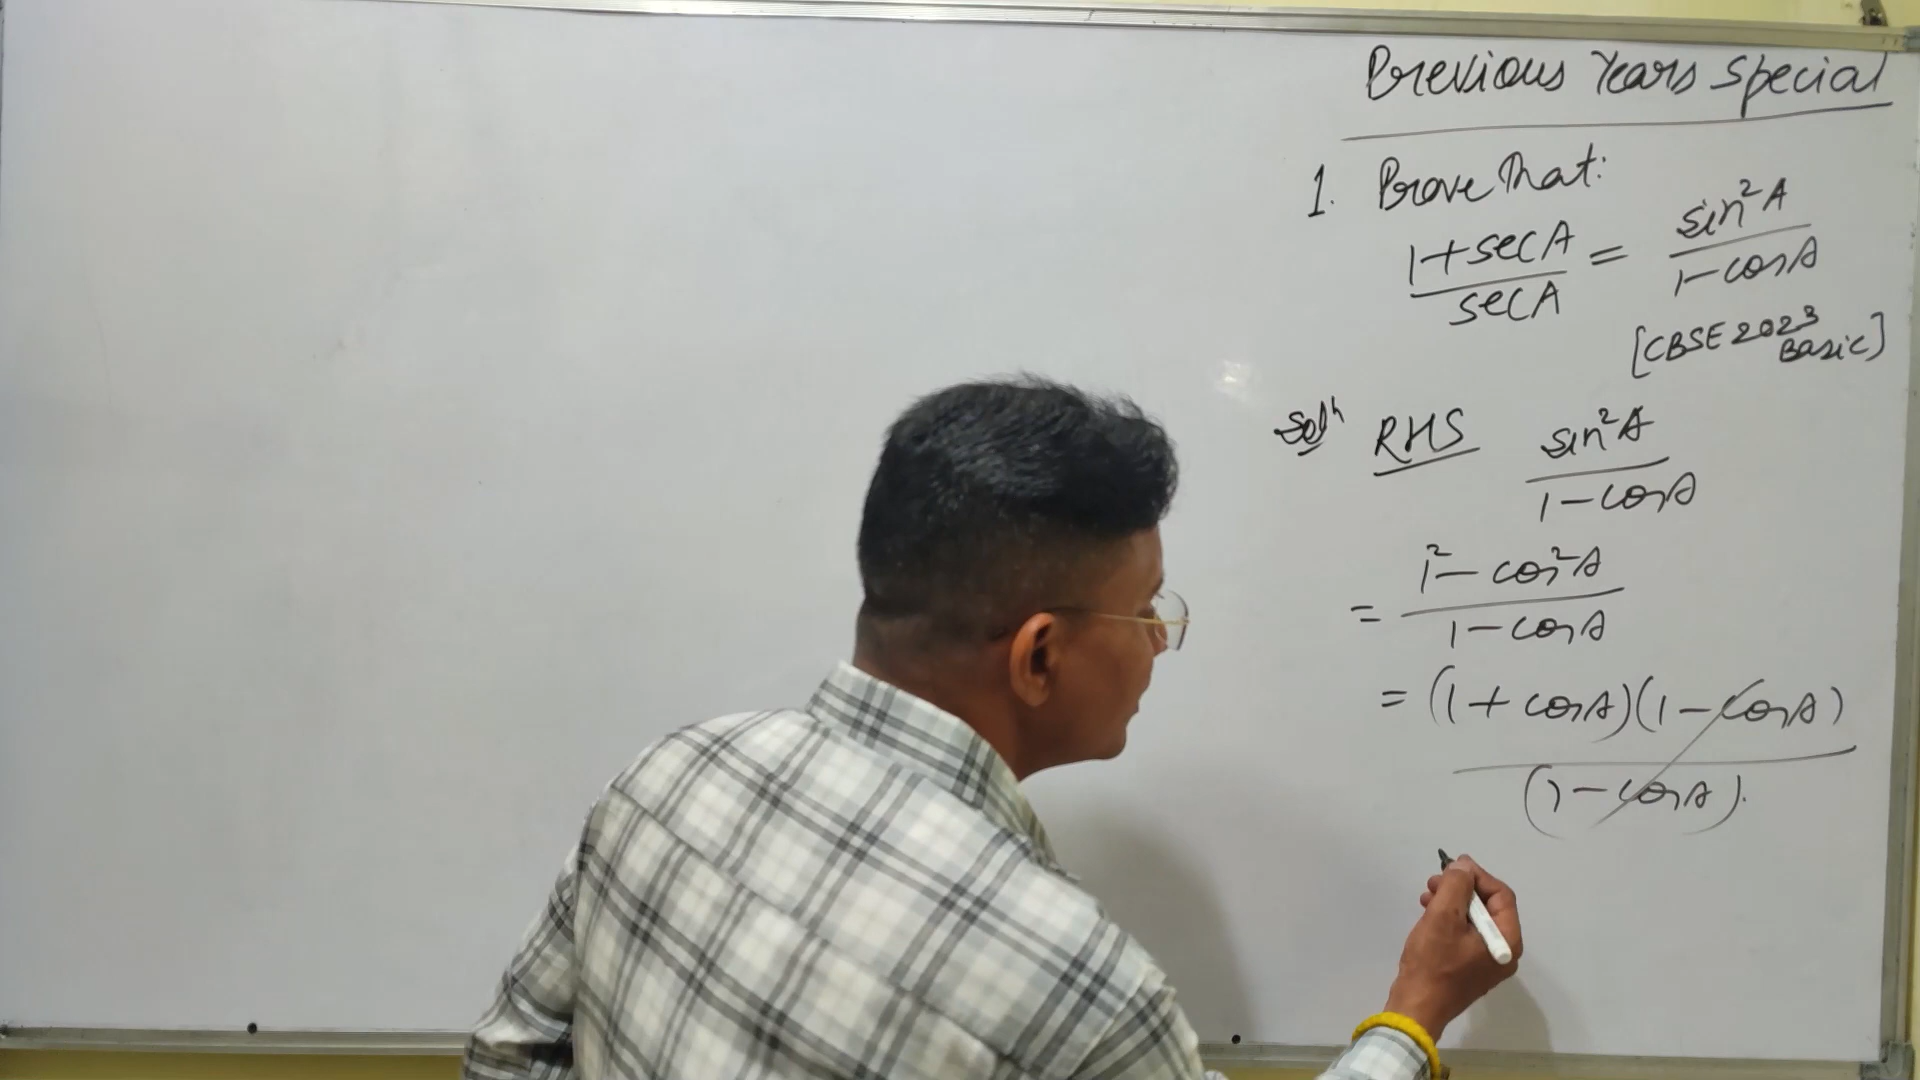 Previous Years Special
1. Prove that:
1+secA/secA = sin²A/1-cosA
[CBSE 2023 Basic]
Solⁿ RHS sin²A/1-cosA
= 1²-cos²A/1-cosA
= (1+cosA)(1-cosA)/(1-cosA).